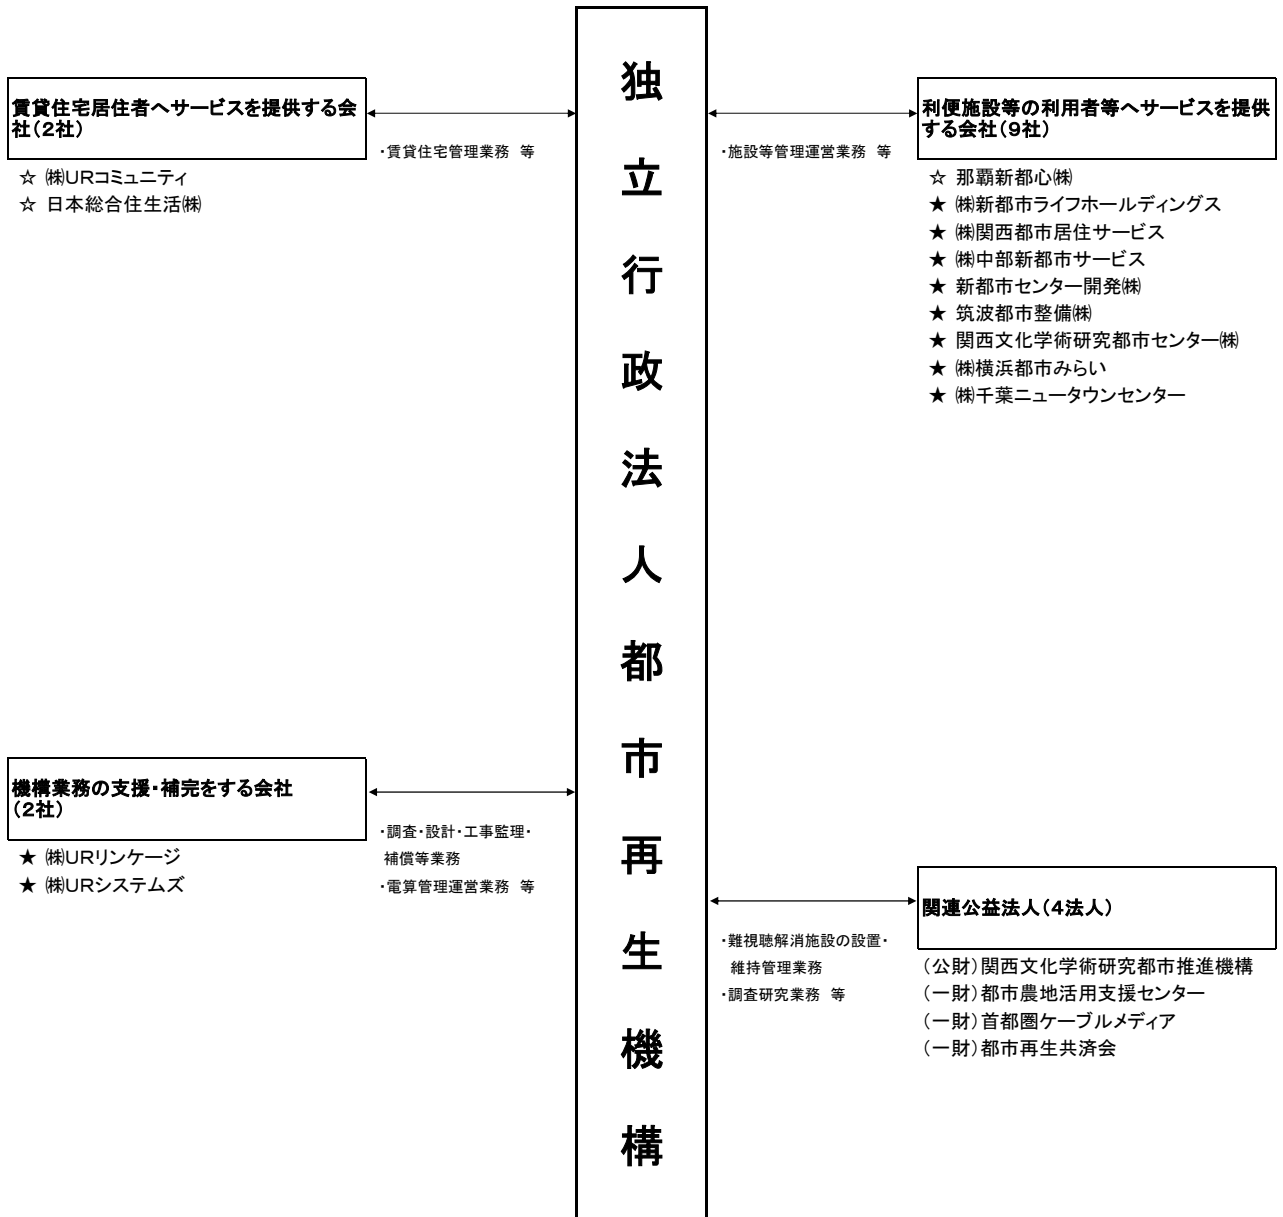 独立行政法人都市再生機構
賃貸住宅居住者へサービスを提供する会
社(2社)
・賃貸住宅管理業務 等
☆ ㈱URコミュニティ
☆ 日本総合住生活㈱
利便施設等の利用者等へサービスを提供
する会社(9社)
・施設等管理運営業務 等
☆ 那覇新都心㈱
★ ㈱新都市ライフホールディングス
★ ㈱関西都市居住サービス
★ ㈱中部新都市サービス
★ 新都市センター開発㈱
★ 筑波都市整備㈱
★ 関西文化学術研究都市センター㈱
★ ㈱横浜都市みらい
★ ㈱千葉ニュータウンセンター
機構業務の支援・補完をする会社
(2社)
・調査・設計・工事監理・
補償等業務
・電算管理運営業務 等
★ ㈱URリンケージ
★ ㈱URシステムズ
関連公益法人(4法人)
・難視聴解消施設の設置・
維持管理業務
・調査研究業務 等
(公財)関西文化学術研究都市推進機構
(一財)都市農地活用支援センター
(一財)首都圏ケーブルメディア
(一財)都市再生共済会